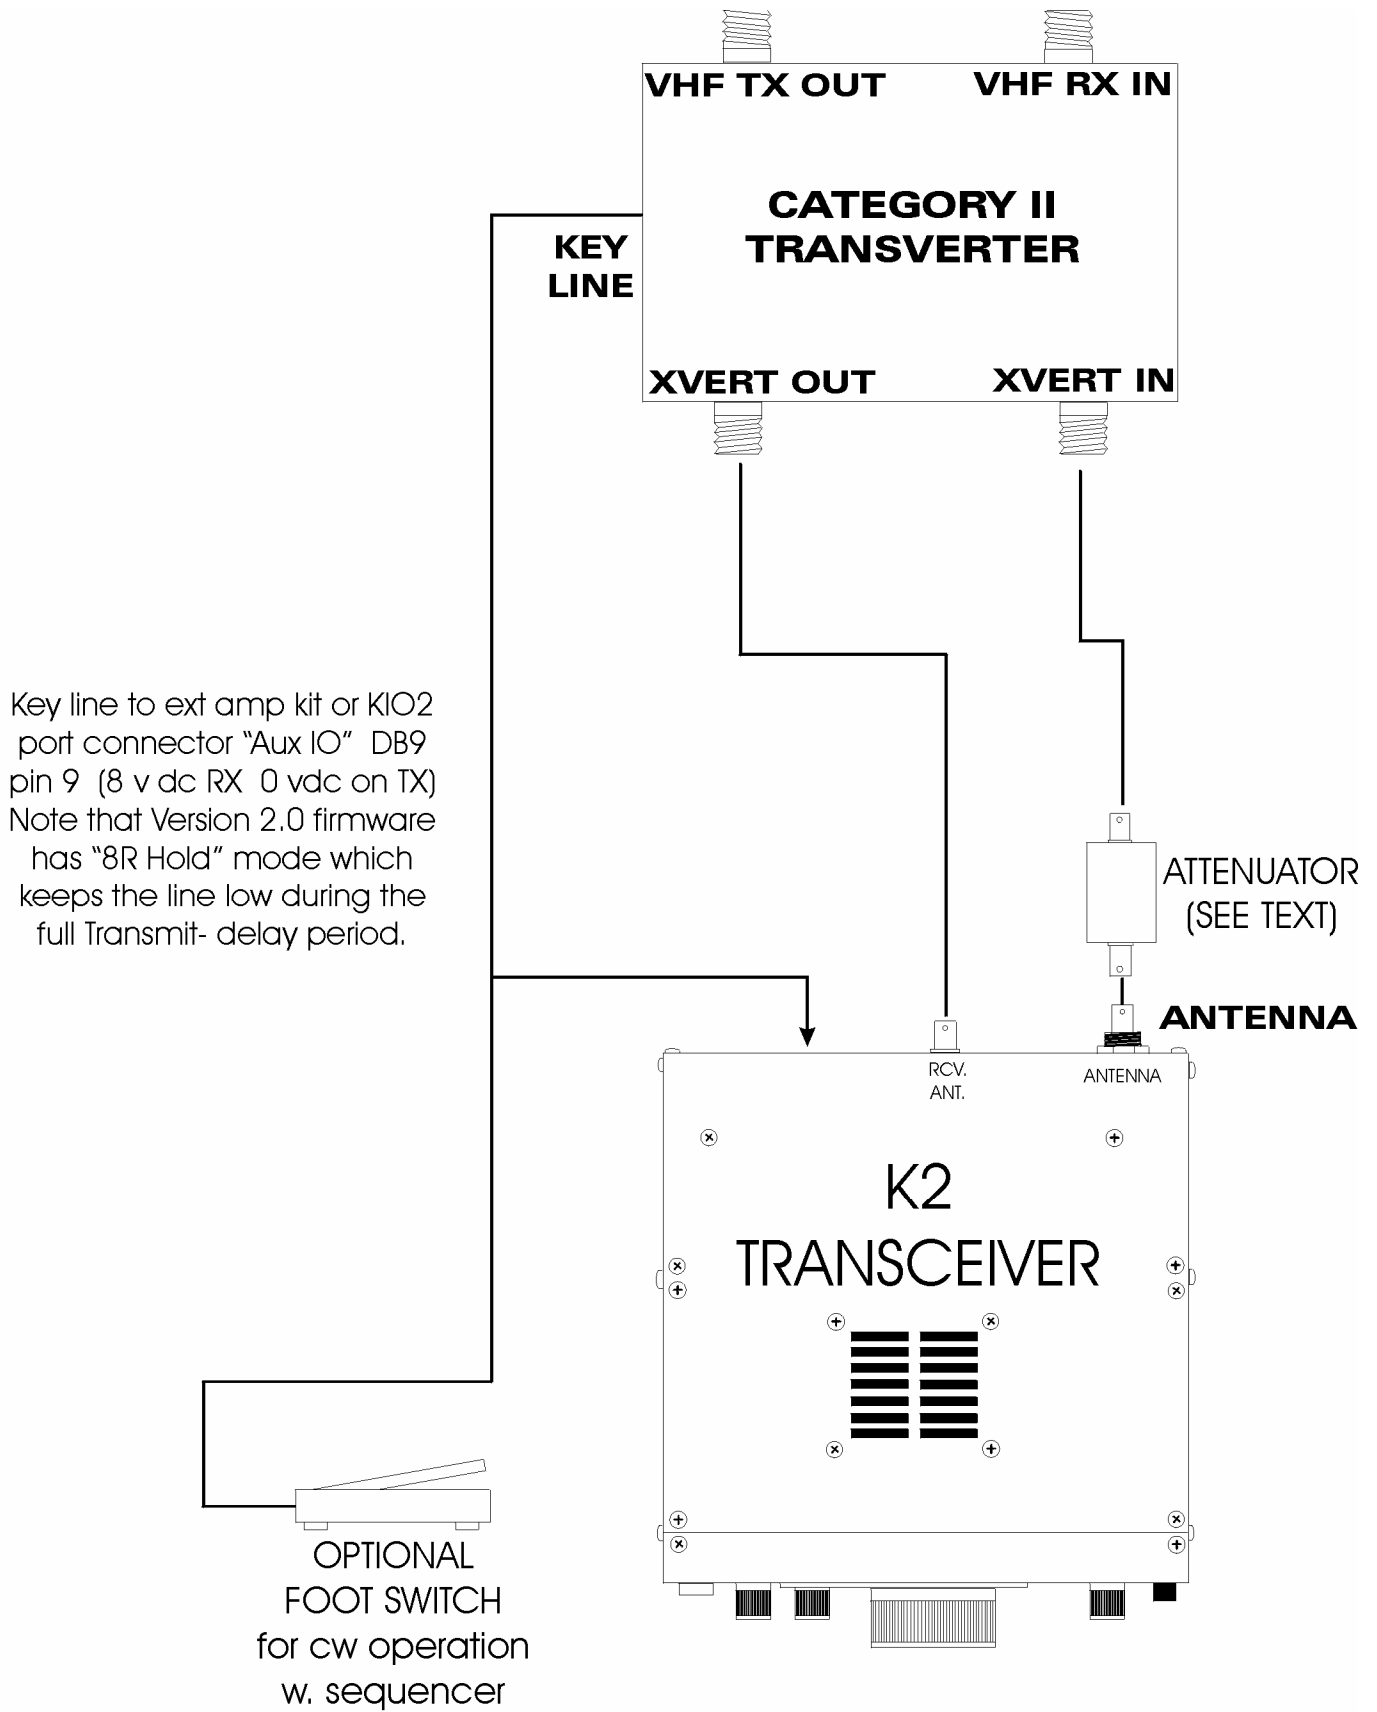 VHF TX OUT
VHF RX IN
CATEGORY II
TRANSVERTER
KEY
LINE
XVERT OUT
XVERT IN
Key line to ext amp kit or KIO2
port connector “Aux IO” DB9
pin 9 (8 v dc RX 0 vdc on TX)
Note that Version 2.0 firmware
has “8R Hold” mode which
keeps the line low during the
full Transmit- delay period.
ATTENUATOR
(SEE TEXT)
ANTENNA
RCV.
ANT.
ANTENNA
K2
TRANSCEIVER
OPTIONAL
FOOT SWITCH
for cw operation
w. sequencer